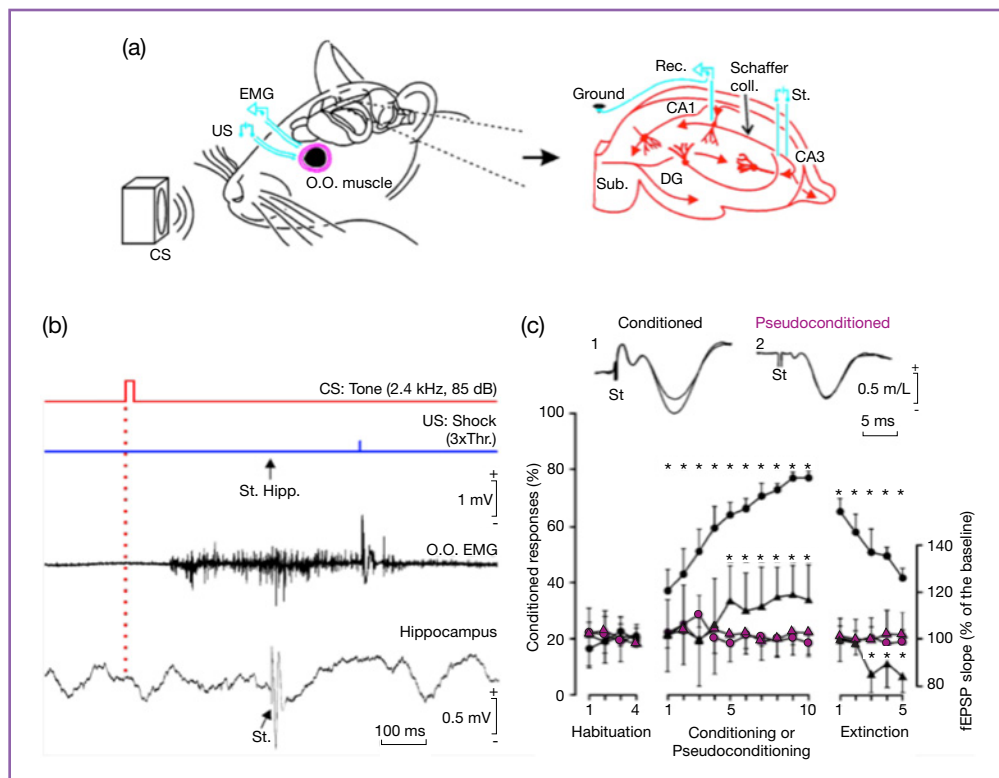 (a)
EMG
US
O.O. muscle
CS
Rec.
Schaffer
coll.
St.
Ground
CA1
CA3
Sub.
DG
(b)
CS: Tone (2.4 kHz, 85 dB)
US: Shock
(3xThr.)
St. Hipp.
+
1 mV
-
O.O. EMG
Hippocampus
St.
+
0.5 mV
-
100 ms
(c)
Conditioned
Pseudoconditioned
1
2
St
St
+
0.5 m/L
-
5 ms
Conditioned responses (%)
100
80
60
40
20
0
* * * * * * * * * *
* * * * * *
* * * * *
* * *
140
120
100
80
fEPSP slope (% of the baseline)
1 4
1 5 10
1 5
Habituation
Conditioning or
Pseudoconditioning
Extinction